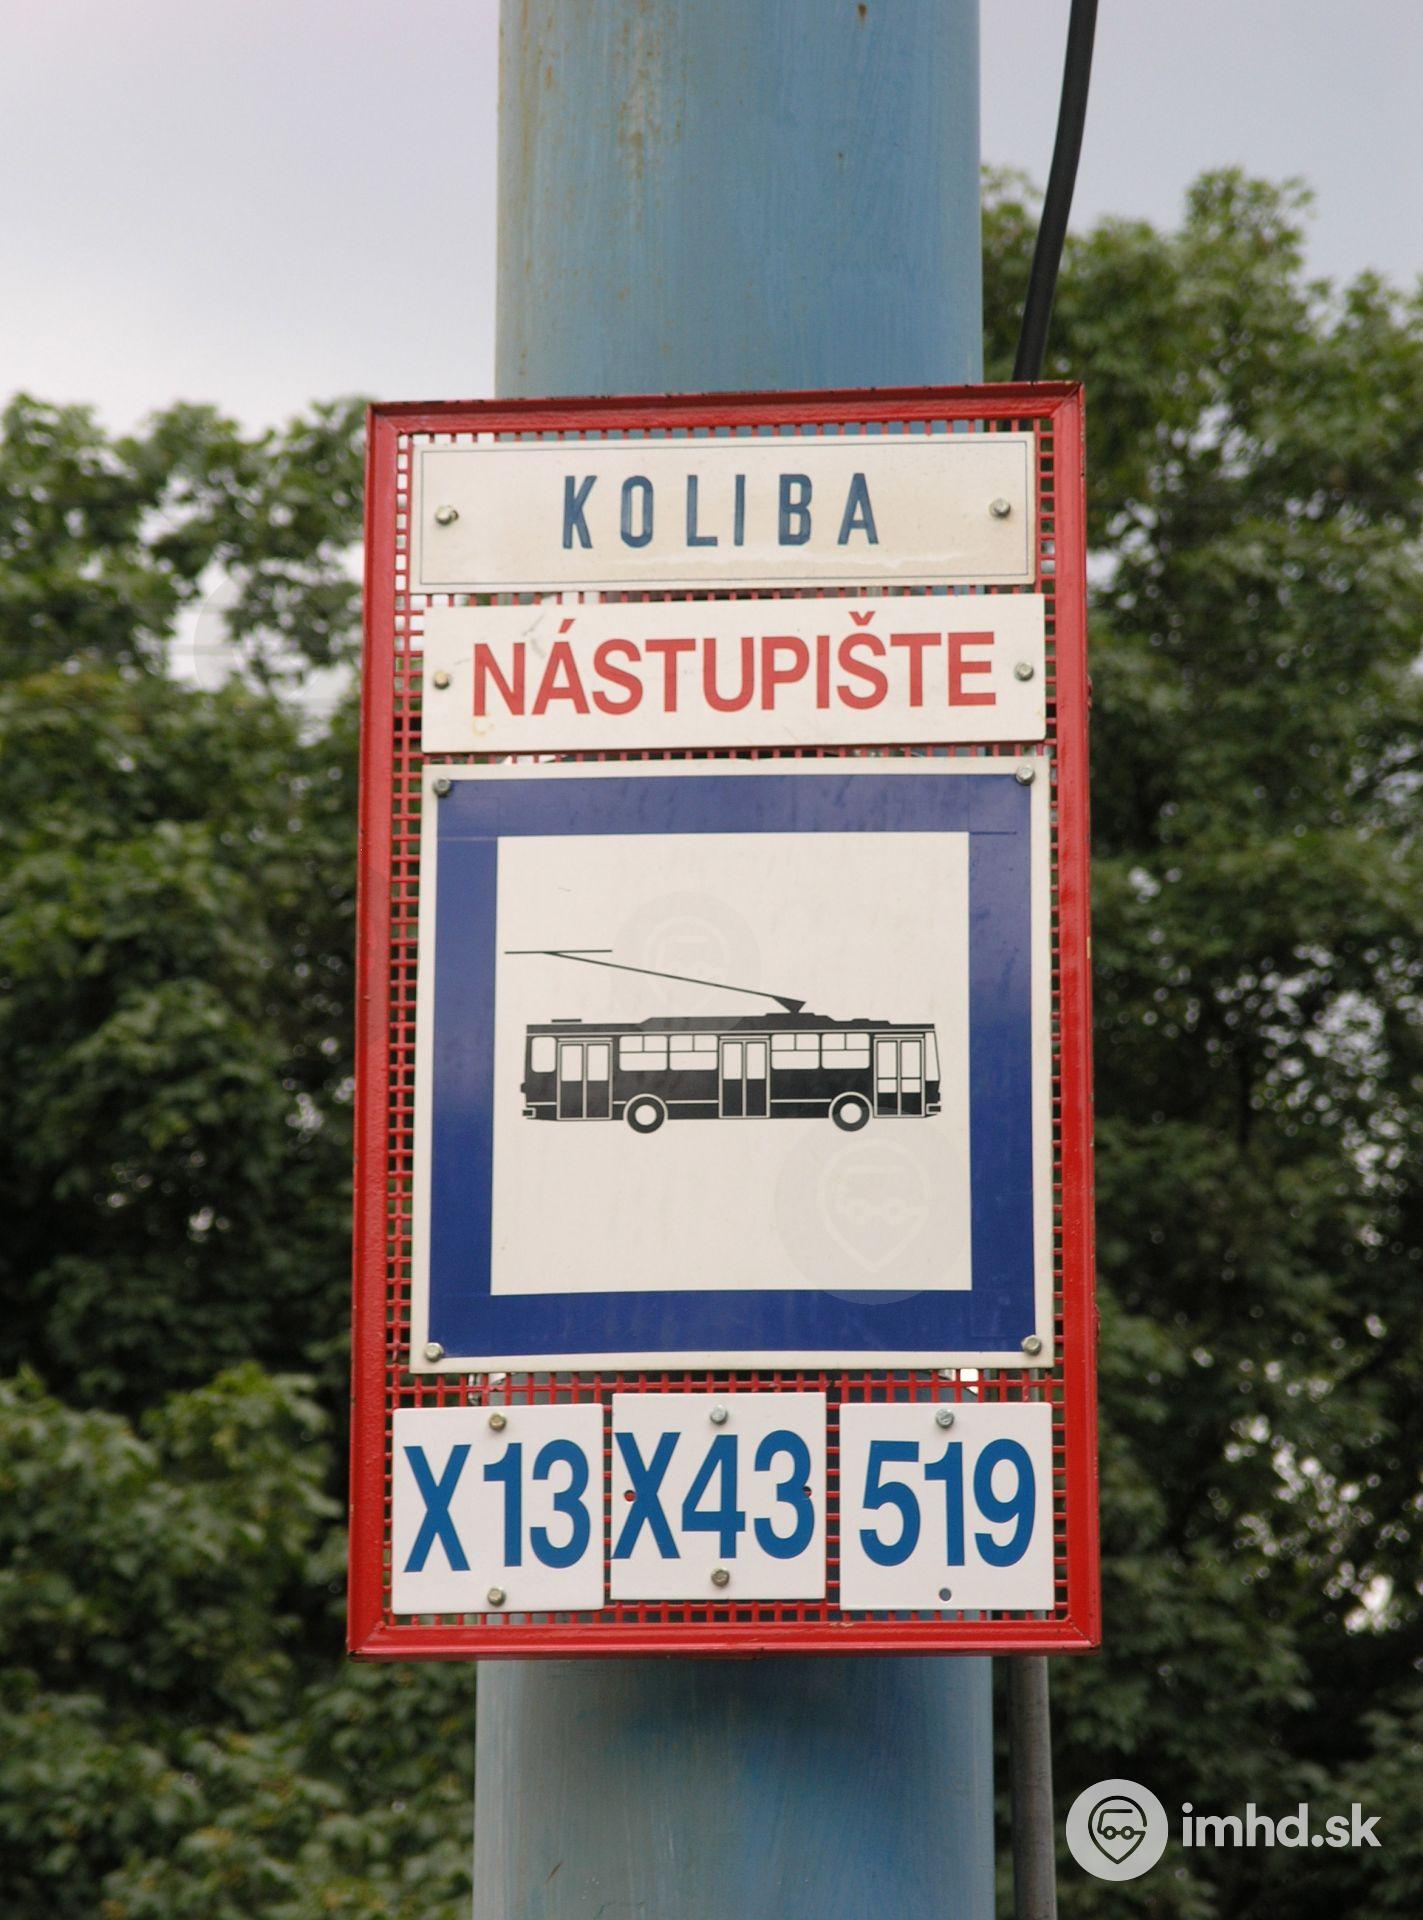 KOLIBA
NÁSTUPIŠTE
X13 X43 519
imhd.sk